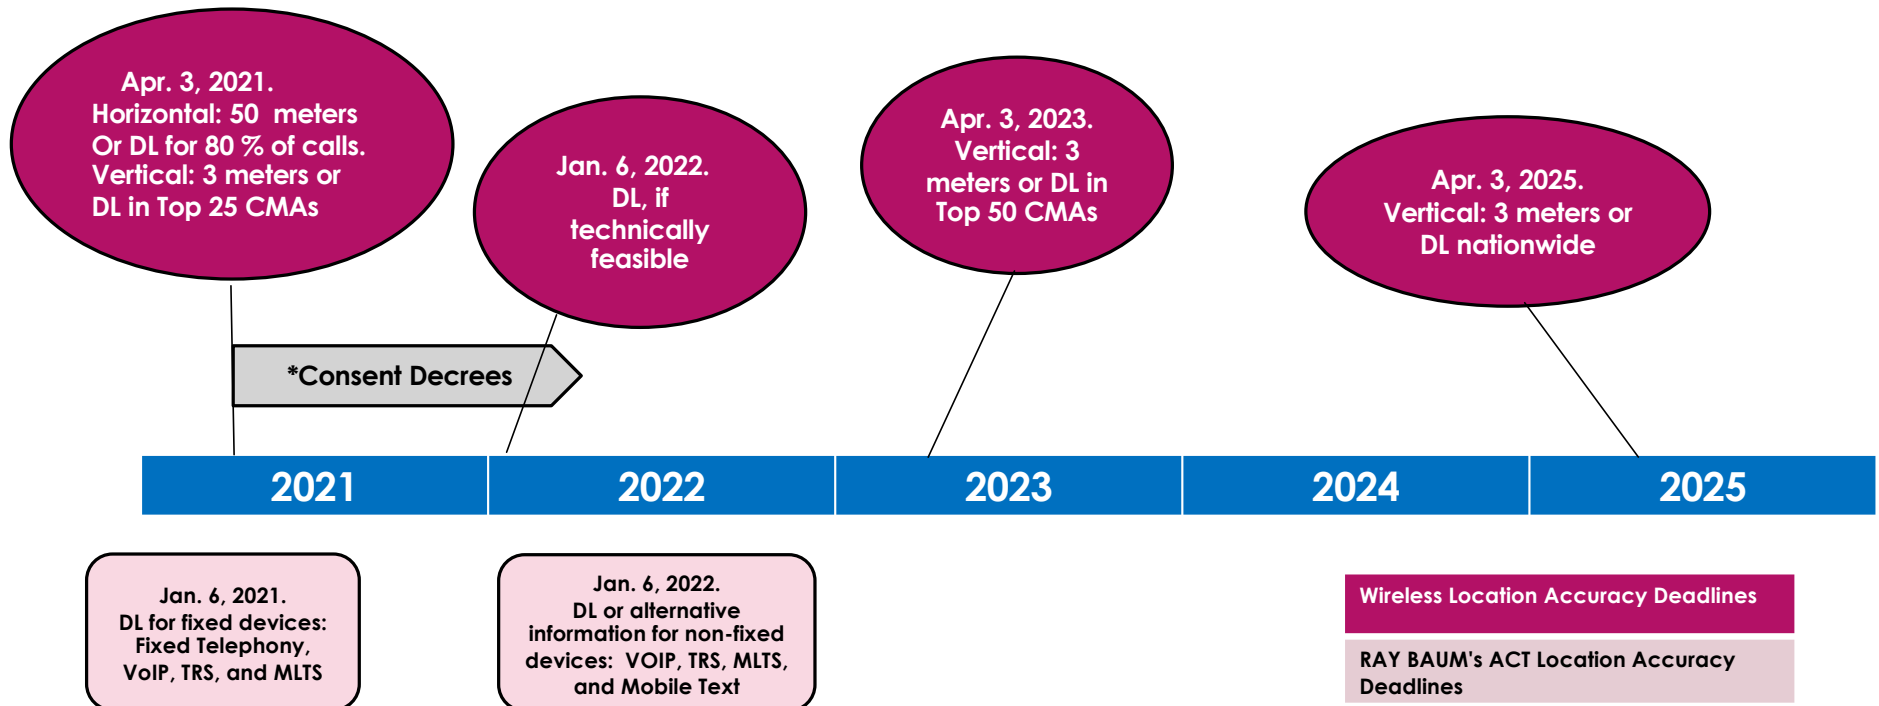 Apr. 3, 2021.
Horizontal: 50 meters
Or DL for 80 % of calls.
Vertical: 3 meters or
DL in Top 25 CMAs
Jan. 6, 2022.
DL, if
technically
feasible
Apr. 3, 2023.
Vertical: 3
meters or DL in
Top 50 CMAs
Apr. 3, 2025.
Vertical: 3 meters or
DL nationwide
*Consent Decrees
2021
2022
2023
2024
2025
Jan. 6, 2021.
DL for fixed devices:
Fixed Telephony,
VoIP, TRS, and MLTS
Jan. 6, 2022.
DL or alternative
information for non-fixed
devices: VOIP, TRS, MLTS,
and Mobile Text
Wireless Location Accuracy Deadlines
RAY BAUM's ACT Location Accuracy
Deadlines